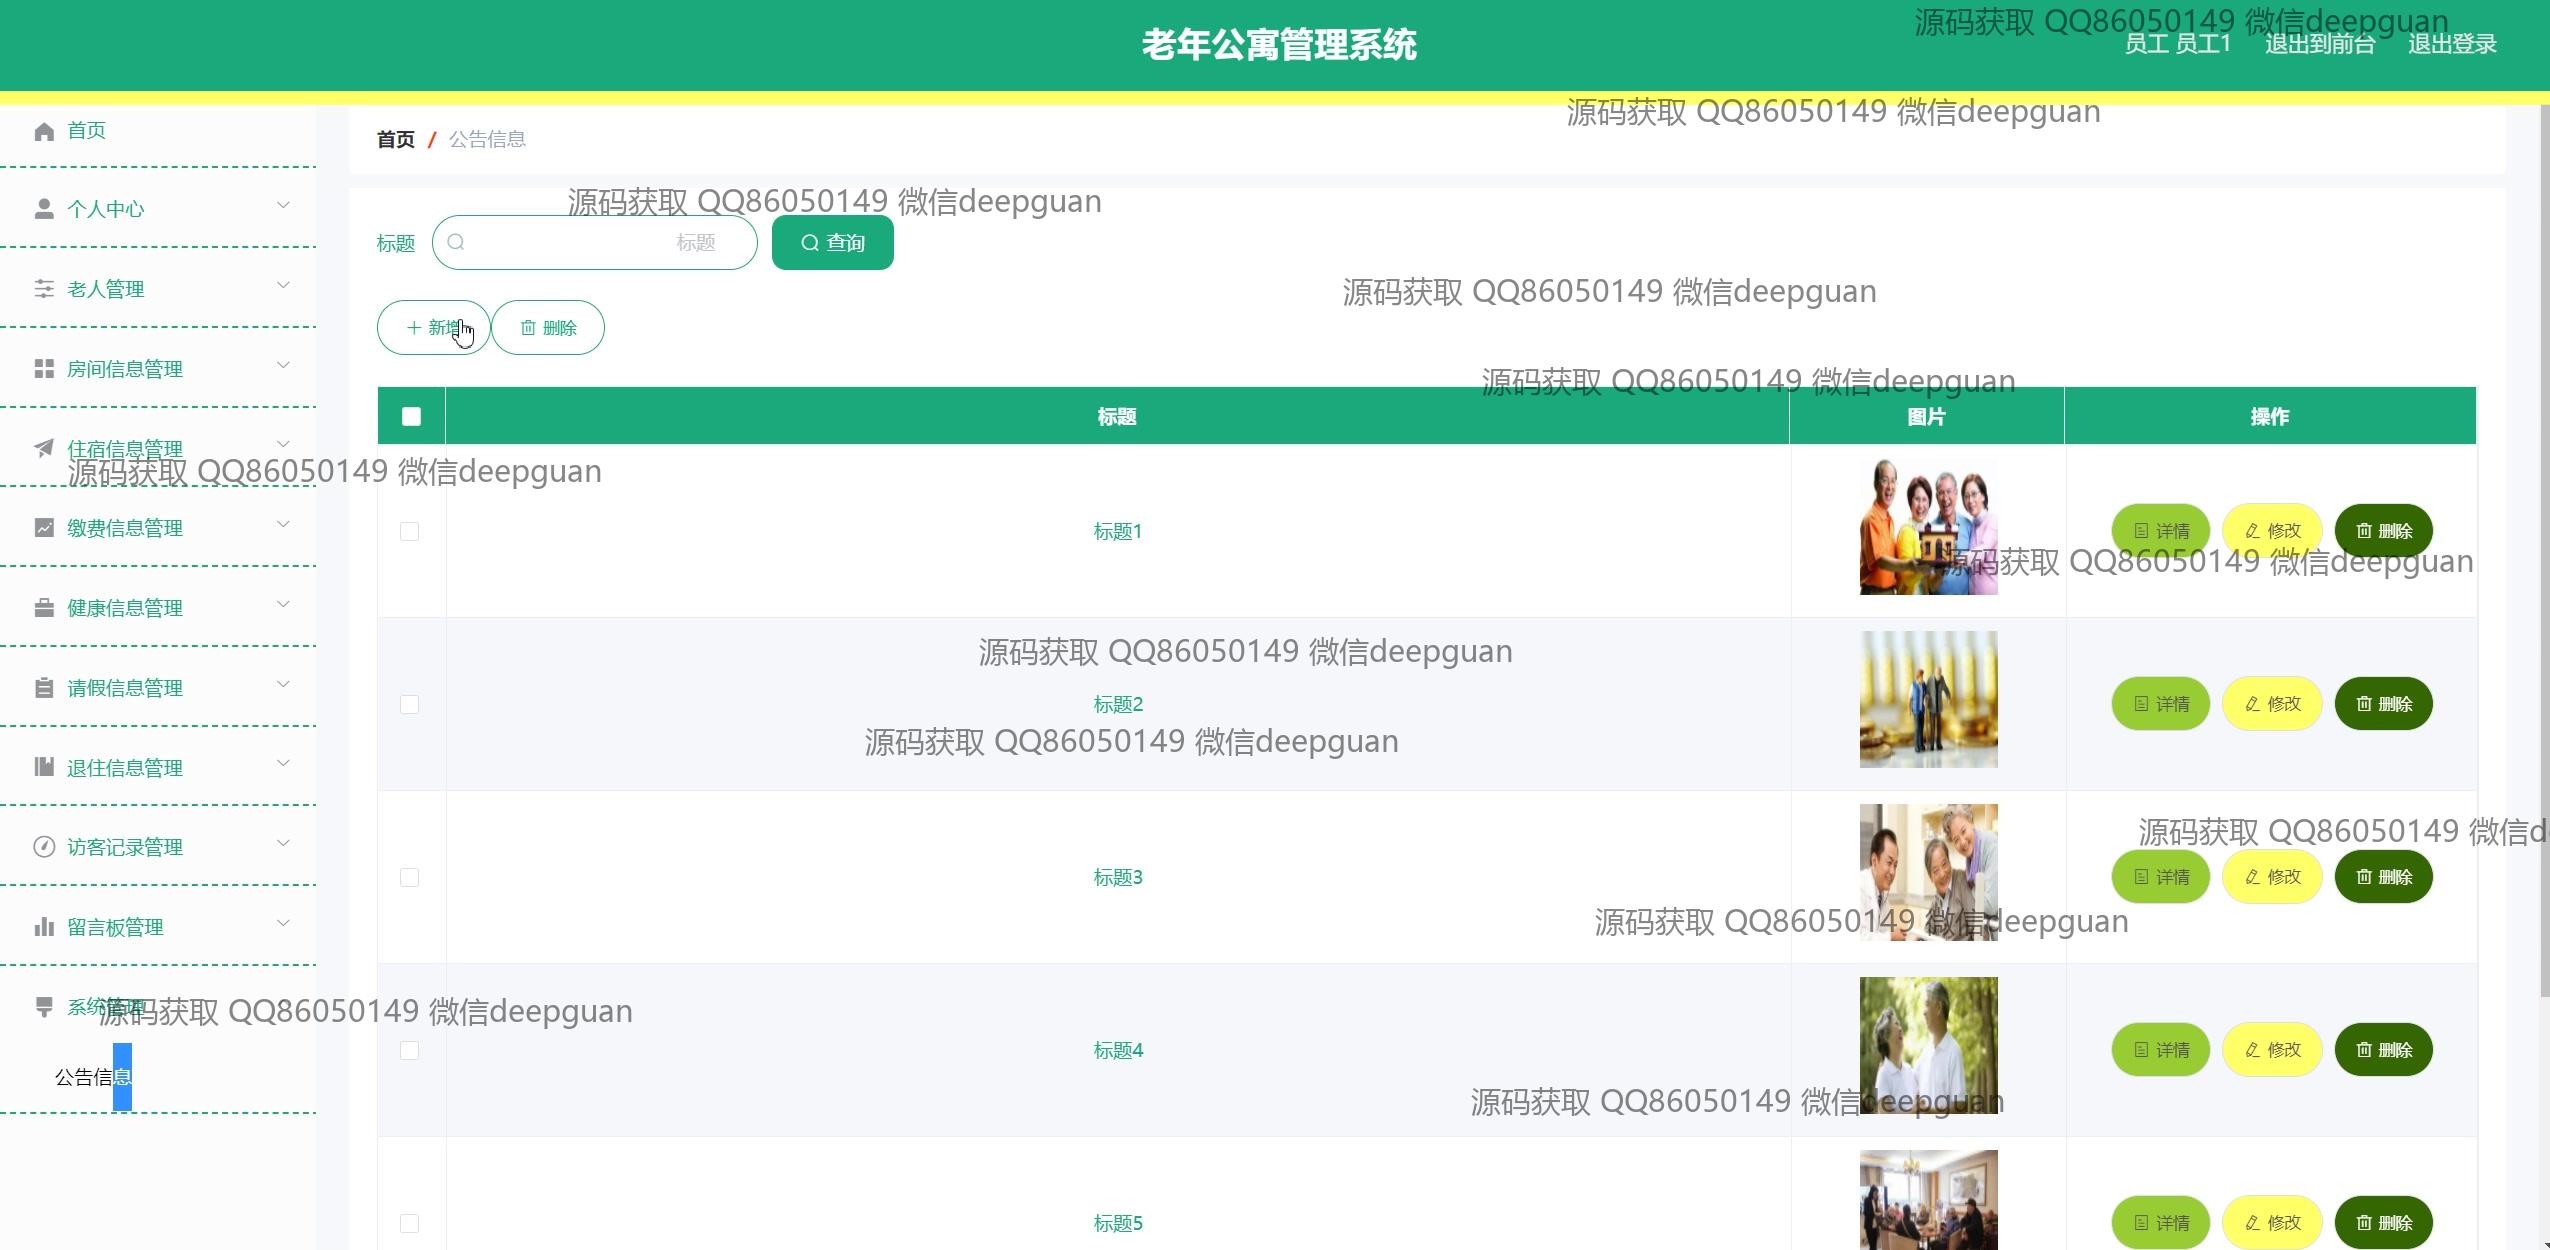 源码获取 QQ86050149 微信deepguan
老年公寓管理系统
员工 员工1 退出到前台 退出登录
源码获取 QQ86050149 微信deepguan
首页
首页 / 公告信息
源码获取 QQ86050149 微信deepguan
个人中心
标题 标题 查询
老人管理
源码获取 QQ86050149 微信deepguan
新增 删除
房间信息管理
源码获取 QQ86050149 微信deepguan
标题 图片 操作
住宿信息管理
源码获取 QQ86050149 微信deepguan
缴费信息管理
标题1 详情 修改 删除
源码获取 QQ86050149 微信deepguan
健康信息管理
源码获取 QQ86050149 微信deepguan
请假信息管理
标题2 详情 修改 删除
源码获取 QQ86050149 微信deepguan
退住信息管理
源码获取 QQ86050149 微信d
访客记录管理
标题3 详情 修改 删除
源码获取 QQ86050149 微信deepguan
留言板管理
系统管理
源码获取 QQ86050149 微信deepguan
标题4 详情 修改 删除
公告信息
源码获取 QQ86050149 微信deepguan
标题5 详情 修改 删除